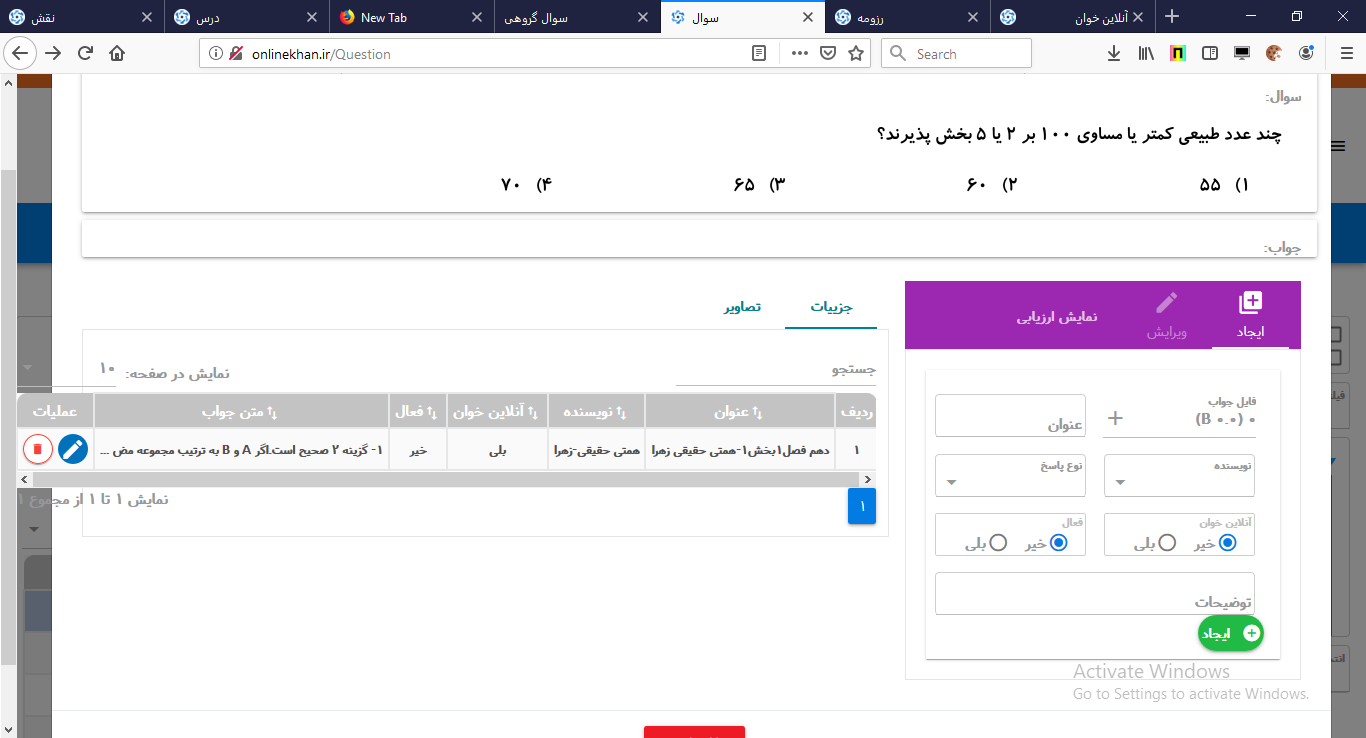 نقش
درس
New Tab
سوال گروهی
سوال
رزومه
آنلاین خوان
onlinekhan.ir/Question
Search
سوال:
چند عدد طبیعی کمتر یا مساوی ۱۰۰ بر ۲ یا ۵ بخش پذیرند؟
۱) ۵۵ ۲) ۶۰ ۳) ۶۵ ۴) ۷۰
جواب:
ایجاد
ویرایش
نمایش ارزیابی
فایل جواب
۰ (۰.۰ B)
عنوان
نویسنده
نوع پاسخ
آنلاین خوان
خیر بلی
فعال
خیر بلی
توضیحات
ایجاد
جزییات تصاویر
جستجو
نمایش در صفحه: ۱۰
ردیف عنوان نویسنده آنلاین خوان فعال متن جواب عملیات
۱ دهم فصل۱بخش۱-همتی حقیقی زهرا همتی حقیقی-زهرا بلی خیر ۱- گزینه ۲ صحیح است.اگر A و B به ترتیب مجموعه مض ...
نمایش ۱ تا ۱ از مجموع ۱
۱
Activate Windows
Go to Settings to activate Windows.